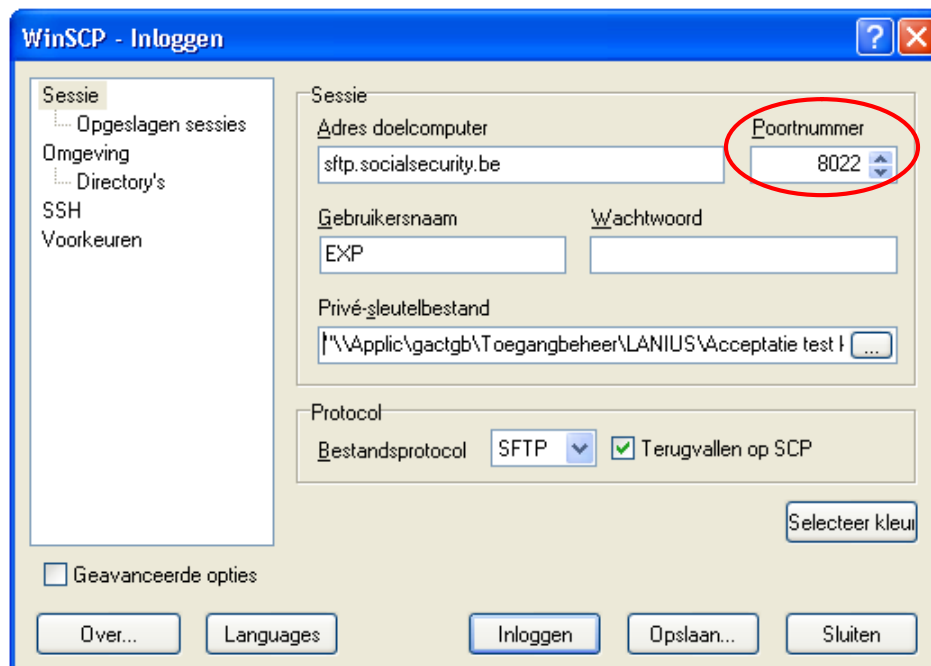 WinSCP - Inloggen
Sessie
Opgeslagen sessies
Omgeving
Directory's
SSH
Voorkeuren
Sessie
Adres doelcomputer
Poortnummer
sftp.socialsecurity.be
8022
Gebruikersnaam
Wachtwoord
EXP
Privé-sleutelbestand
"\\Applic\gactgb\Toegangbeheer\LANIUS\Acceptatie test
...
Protocol
Bestandsprotocol
SFTP
Terugvallen op SCP
Selecteer kleur
Geavanceerde opties
Over...
Languages
Inloggen
Opslaan...
Sluiten